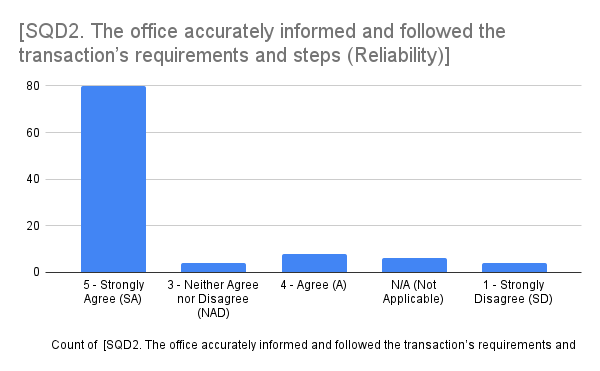 [SQD2. The office accurately informed and followed the
transaction's requirements and steps (Reliability)]
80
60
40
20
0
5 - Strongly
Agree (SA)
3 - Neither Agree
nor Disagree
(NAD)
4 - Agree (A)
N/A (Not
Applicable)
1 - Strongly
Disagree (SD)
Count of  [SQD2. The office accurately informed and followed the transaction's requirements and